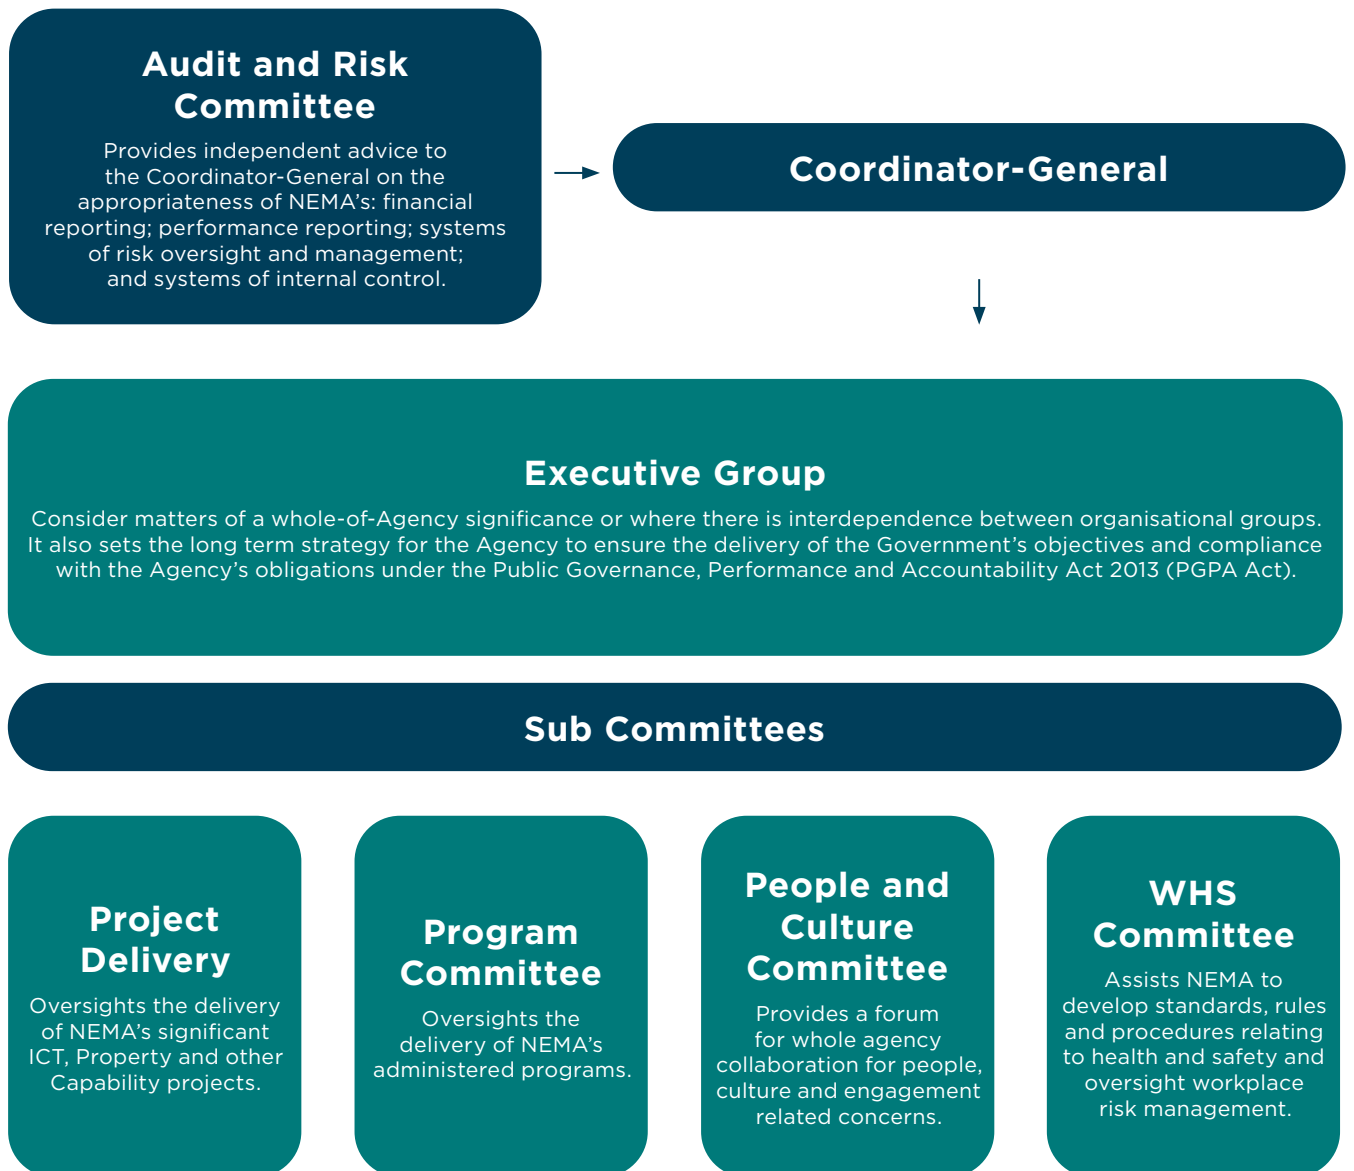 Audit and Risk
Committee
Provides independent advice to
the Coordinator-General on the
appropriateness of NEMA’s: financial
reporting; performance reporting; systems
of risk oversight and management;
and systems of internal control.
Coordinator-General
Executive Group
Consider matters of a whole-of-Agency significance or where there is interdependence between organisational groups.
It also sets the long term strategy for the Agency to ensure the delivery of the Government’s objectives and compliance
with the Agency’s obligations under the Public Governance, Performance and Accountability Act 2013 (PGPA Act).
Sub Committees
Project
Delivery
Oversights the delivery
of NEMA’s significant
ICT, Property and other
Capability projects.
Program
Committee
Oversights the
delivery of NEMA’s
administered programs.
People and
Culture
Committee
Provides a forum
for whole agency
collaboration for people,
culture and engagement
related concerns.
WHS
Committee
Assists NEMA to
develop standards, rules
and procedures relating
to health and safety and
oversight workplace
risk management.